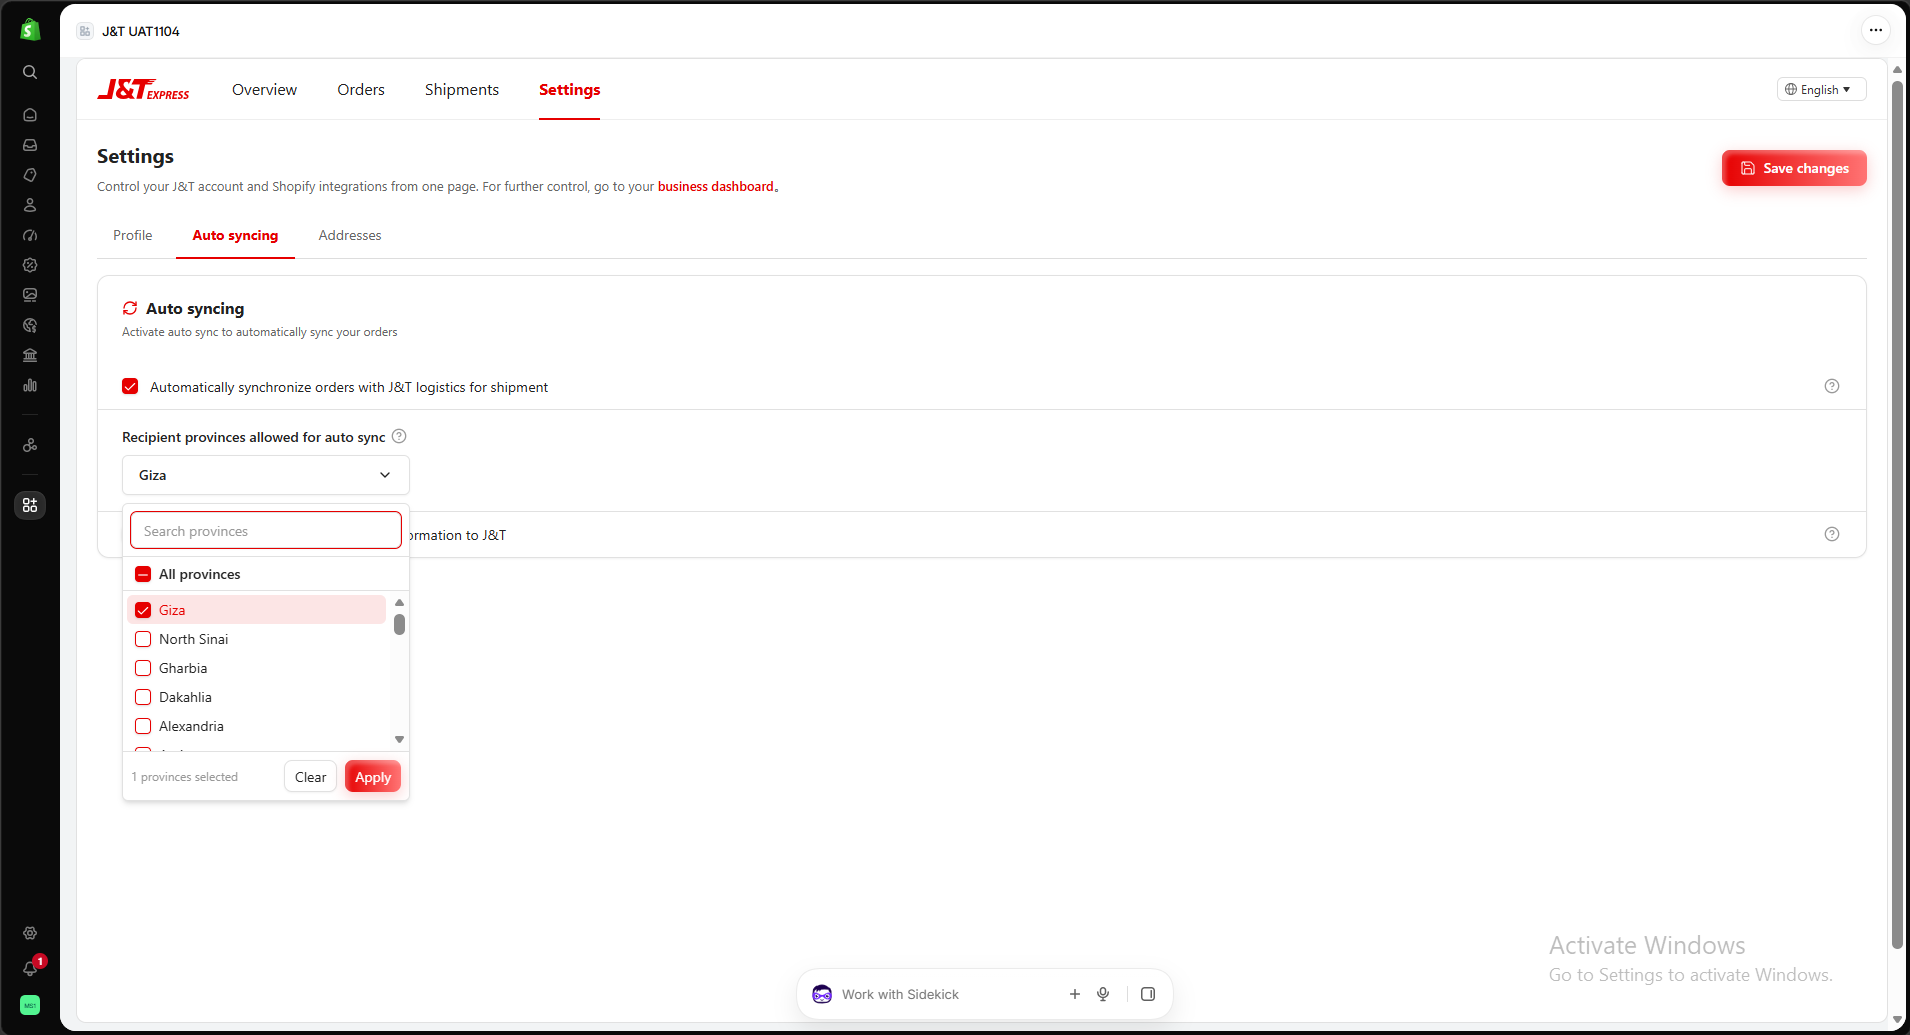 J&T UAT1104
J&T EXPRESS
Overview
Orders
Shipments
Settings
English
Settings
Control your J&T account and Shopify integrations from one page. For further control, go to your business dashboard。
Save changes
Profile
Auto syncing
Addresses
Auto syncing
Activate auto sync to automatically sync your orders
Automatically synchronize orders with J&T logistics for shipment
Recipient provinces allowed for auto sync
Giza
Search provinces
ormation to J&T
All provinces
Giza
North Sinai
Gharbia
Dakahlia
Alexandria
1 provinces selected
Clear
Apply
1
MST
Activate Windows
Go to Settings to activate Windows.
Work with Sidekick